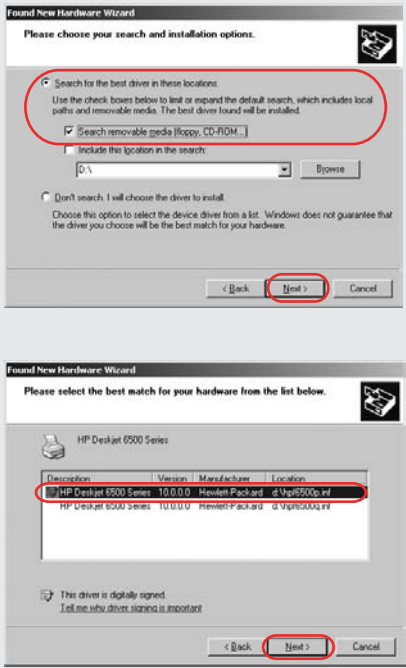 Found New Hardware Wizard
Please choose your search and installation options.
Search for the best driver in these locations.
Use the check boxes below to limit or expand the default search, which includes local
paths and removable media. The best driver found will be installed.
Search removable media (floppy, CD-ROM...)
Include this location in the search:
D:\
Browse
Don't search. I will choose the driver to install.
Choose this option to select the device driver from a list. Windows does not guarantee that
the driver you choose will be the best match for your hardware.
< Back Next > Cancel
Found New Hardware Wizard
Please select the best match for your hardware from the list below.
HP Deskjet 6500 Series
Description Version Manufacturer Location
HP Deskjet 6500 Series 10.0.0.0 Hewlett-Packard d:\hpf6500p.inf
HP Deskjet 6500 Series 10.0.0.0 Hewlett-Packard d:\hpf6500q.inf
This driver is digitally signed.
Tell me why driver signing is important
< Back Next > Cancel